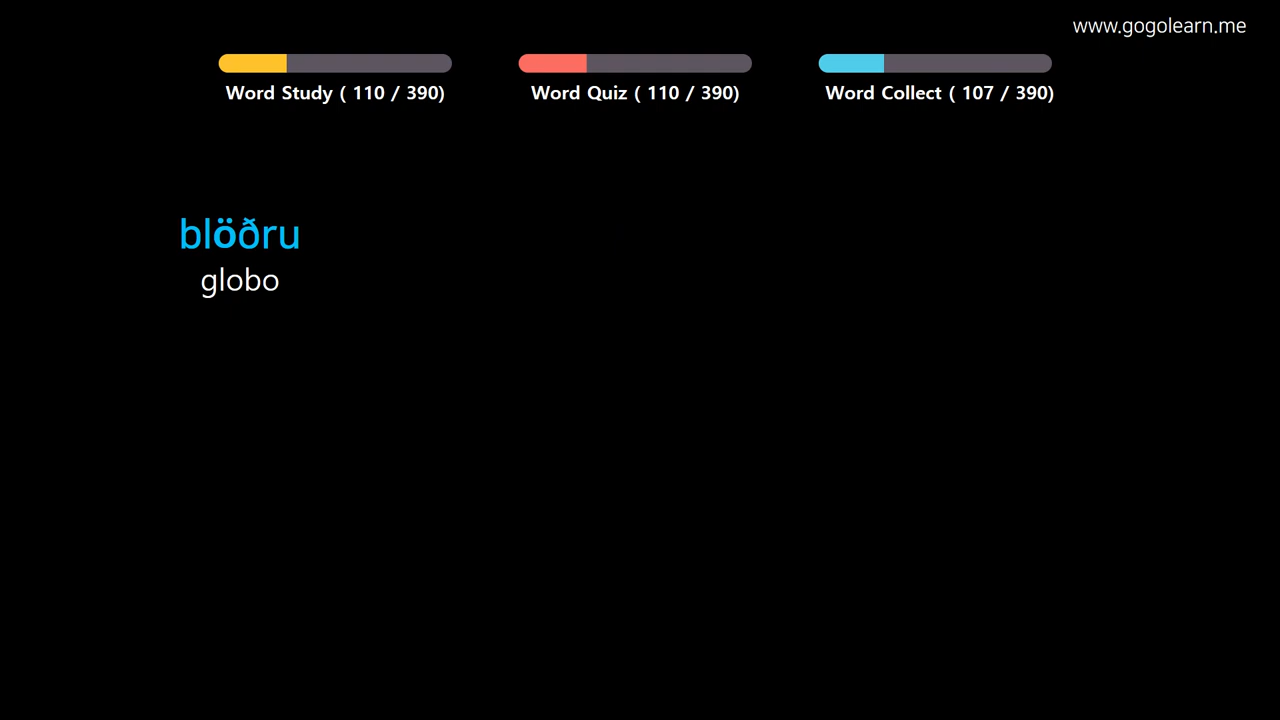 www.gogolearn.me
Word Study ( 110 / 390)
Word Quiz ( 110 / 390)
Word Collect ( 107 / 390)
blöðru
globo